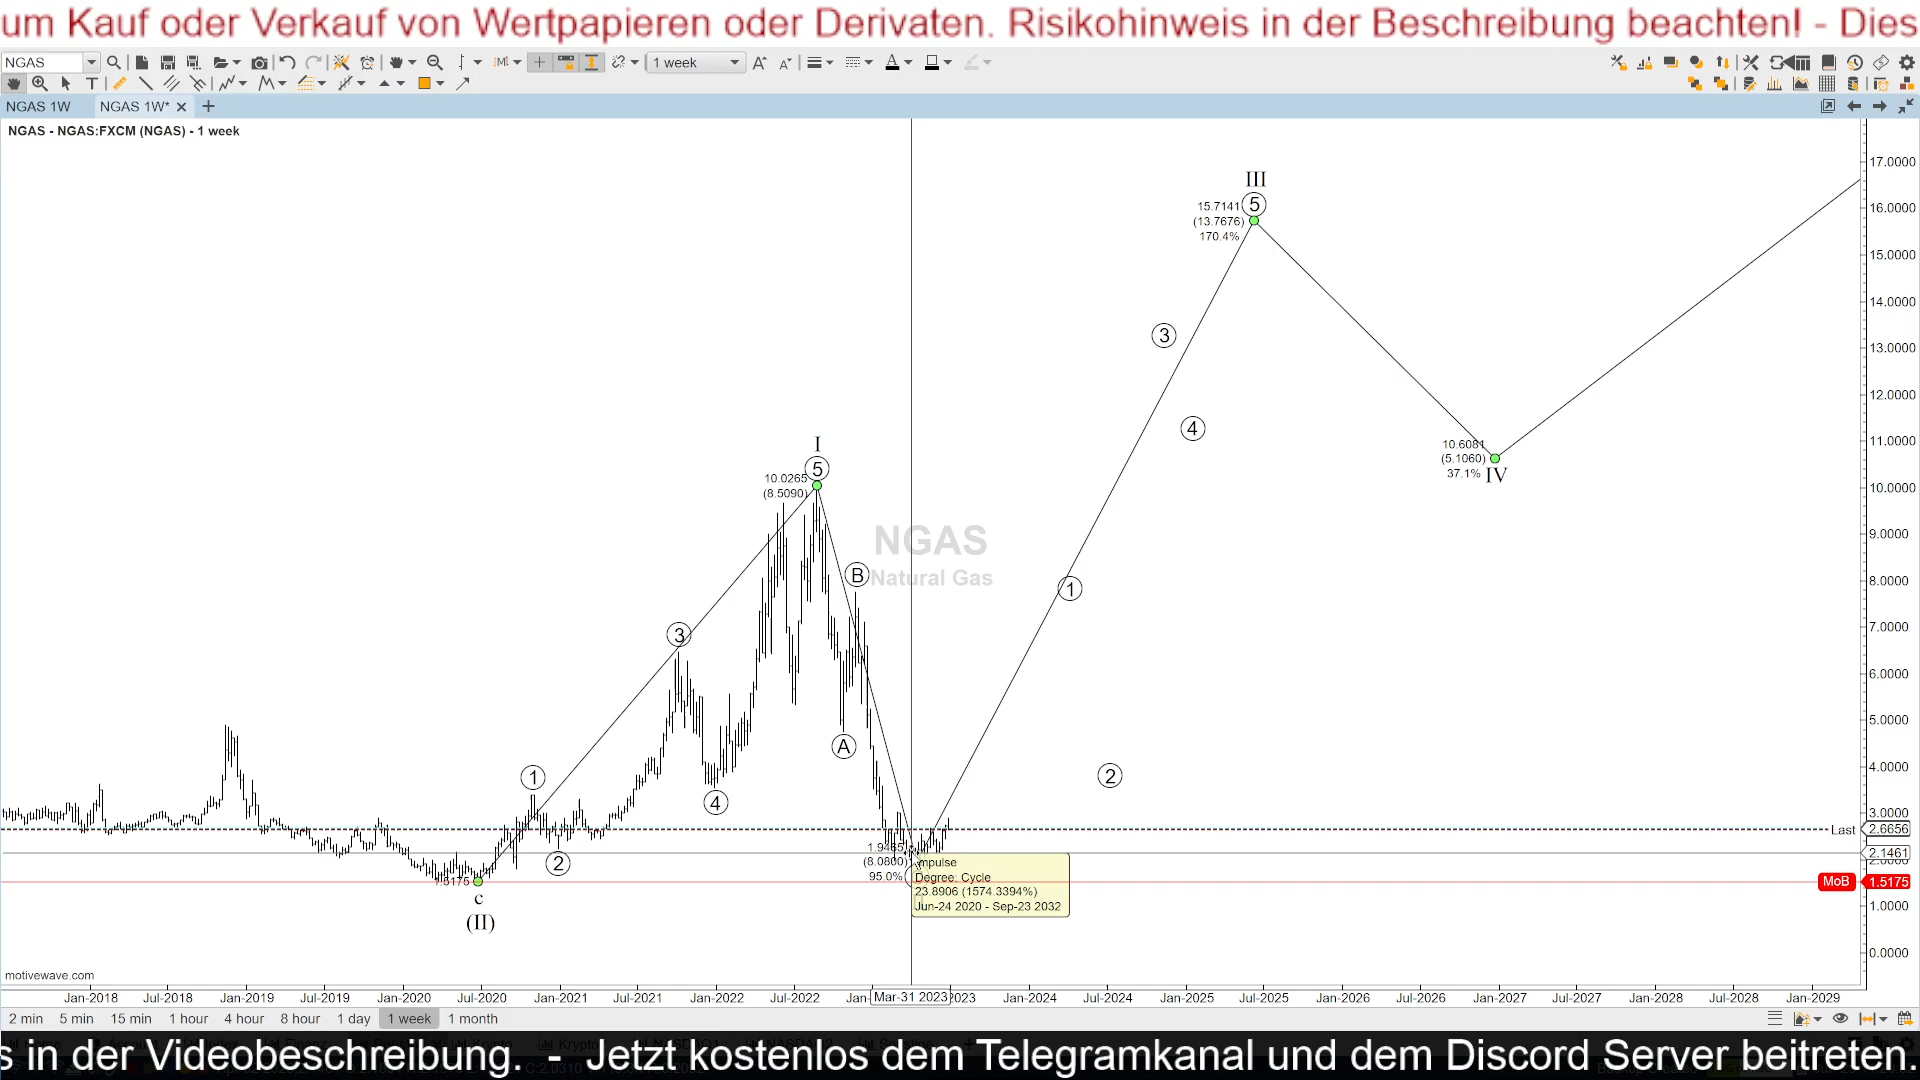 um Kauf oder Verkauf von Wertpapieren oder Derivaten. Risikohinweis in der Beschreibung beachten! - Dies
NGAS
1 week
NGAS 1W
NGAS 1W*
NGAS - NGAS:FXCM (NGAS) - 1 week
17.0000
16.0000
15.0000
14.0000
13.0000
12.0000
11.0000
10.0000
9.0000
8.0000
7.0000
6.0000
5.0000
4.0000
3.0000
Last 2.6656
2.1461
MoB 1.5175
1.0000
0.0000
III
5
15.7141
(13.7676)
170.4%
3
4
10.6081
(5.1060)
37.1% IV
I
5
10.0265
(8.5090)
NGAS
Natural Gas
B
1
3
A
2
1
4
2
1.9465
(8.0800)
95.0%
Impulse
Degree: Cycle
23.8906 (1574.3394%)
Jun-24 2020 - Sep-23 2032
1.5175
c
(II)
motivewave.com
Jan-2018 Jul-2018 Jan-2019 Jul-2019 Jan-2020 Jul-2020 Jan-2021 Jul-2021 Jan-2022 Jul-2022 Mar-31 2023 Jan-2024 Jul-2024 Jan-2025 Jul-2025 Jan-2026 Jul-2026 Jan-2027 Jul-2027 Jan-2028 Jul-2028 Jan-2029
2 min 5 min 15 min 1 hour 4 hour 8 hour 1 day 1 week 1 month
s in der Videobeschreibung. - Jetzt kostenlos dem Telegramkanal und dem Discord Server beitreten.